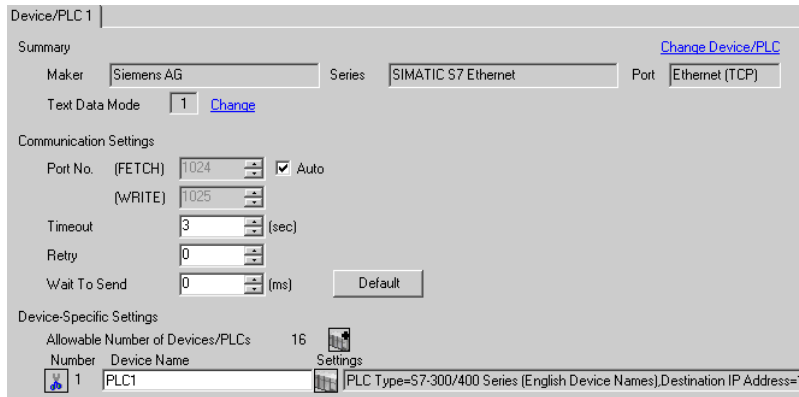 Device/PLC 1
Summary Change Device/PLC
Maker Siemens AG Series SIMATIC S7 Ethernet Port Ethernet (TCP)
Text Data Mode 1 Change
Communication Settings
Port No. (FETCH) 1024 Auto
(WRITE) 1025
Timeout 3 (sec)
Retry 0
Wait To Send 0 (ms) Default
Device-Specific Settings
Allowable Number of Devices/PLCs 16
Number Device Name Settings
1 PLC1 PLC Type=S7-300/400 Series (English Device Names),Destination IP Address=